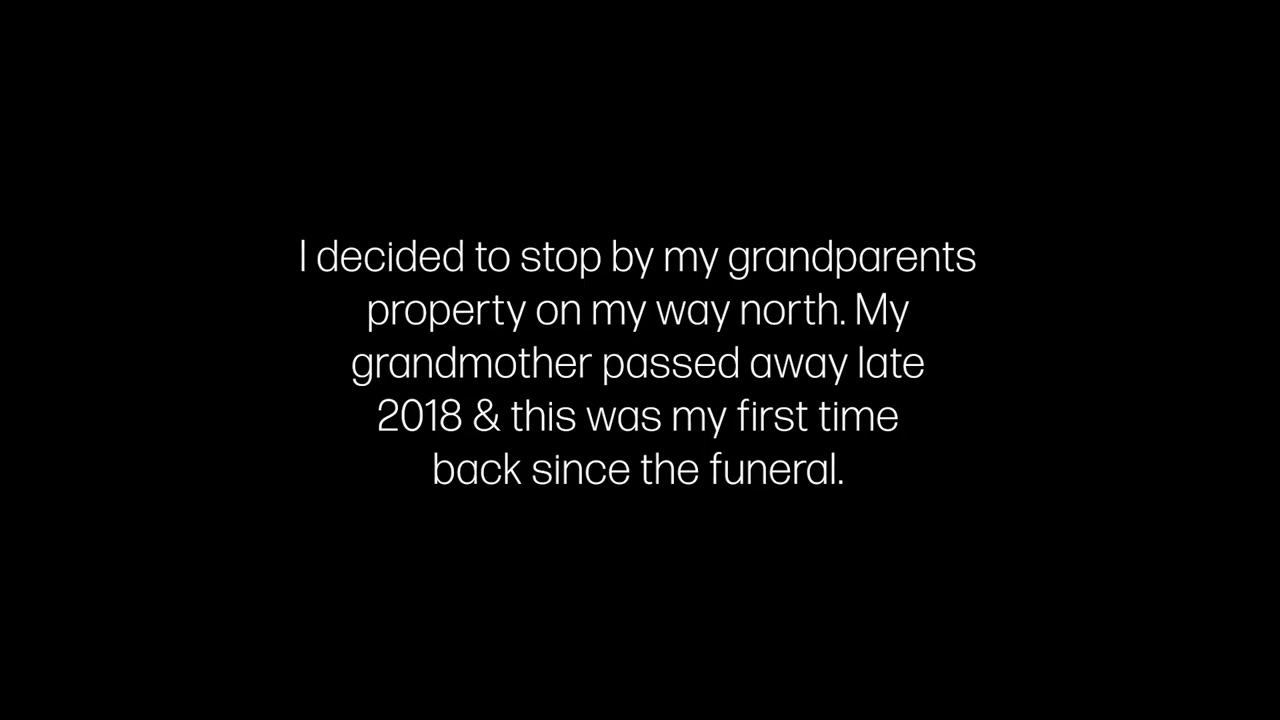 I decided to stop by my grandparents
property on my way north. My
grandmother passed away late
2018 & this was my first time
back since the funeral.